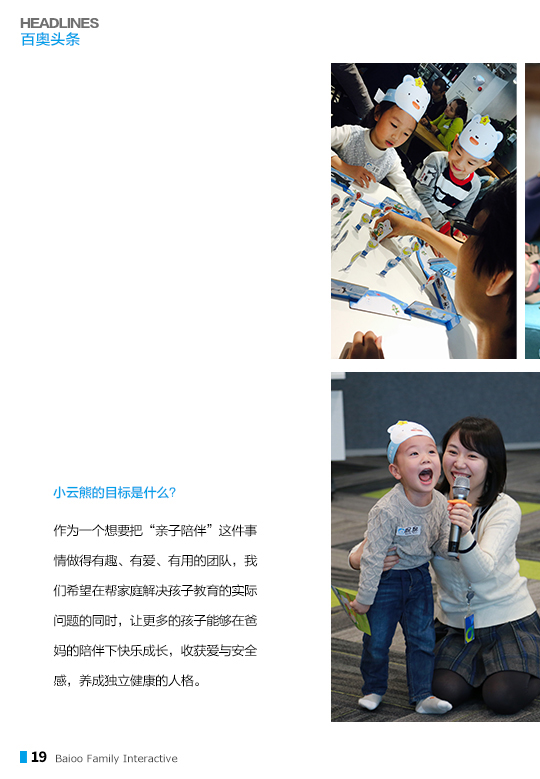 HEADLINES
百奥头条
小云熊的目标是什么?
作为一个想要把“亲子陪伴”这件事
情做得有趣、有爱、有用的团队，我
们希望在帮家庭解决孩子教育的实际
问题的同时，让更多的孩子能够在爸
妈的陪伴下快乐成长，收获爱与安全
感，养成独立健康的人格。
19 Baioo Family Interactive